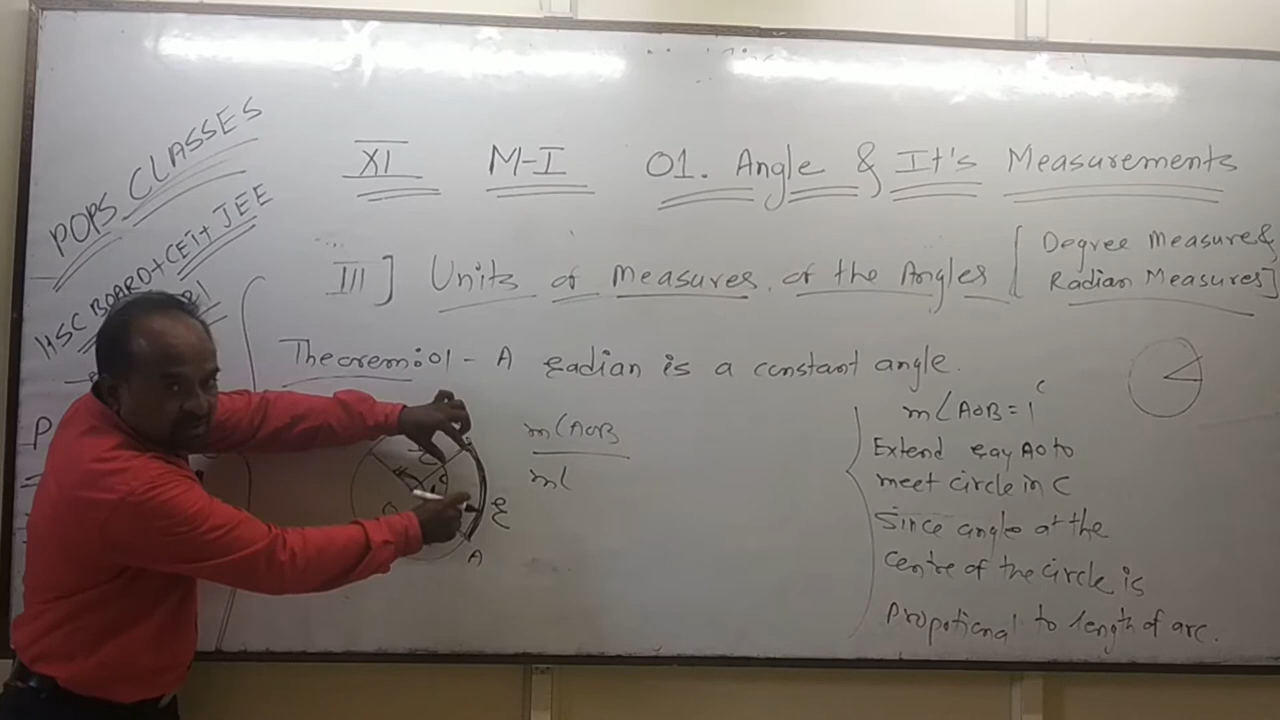 POPS CLASSES
HSC BOARD+CET+JEE
XI M-I 01. Angle & It's Measurements
III] Units of Measures of the Angles [Degree Measure &
Radian Measures]
Theorem:01 - A radian is a constant angle.
m∠AOB
m∠
r
A
m∠AOB = 1ᶜ
Extend ray AO to
meet circle in C
Since angle at the
centre of the circle is
propotional to length of arc.